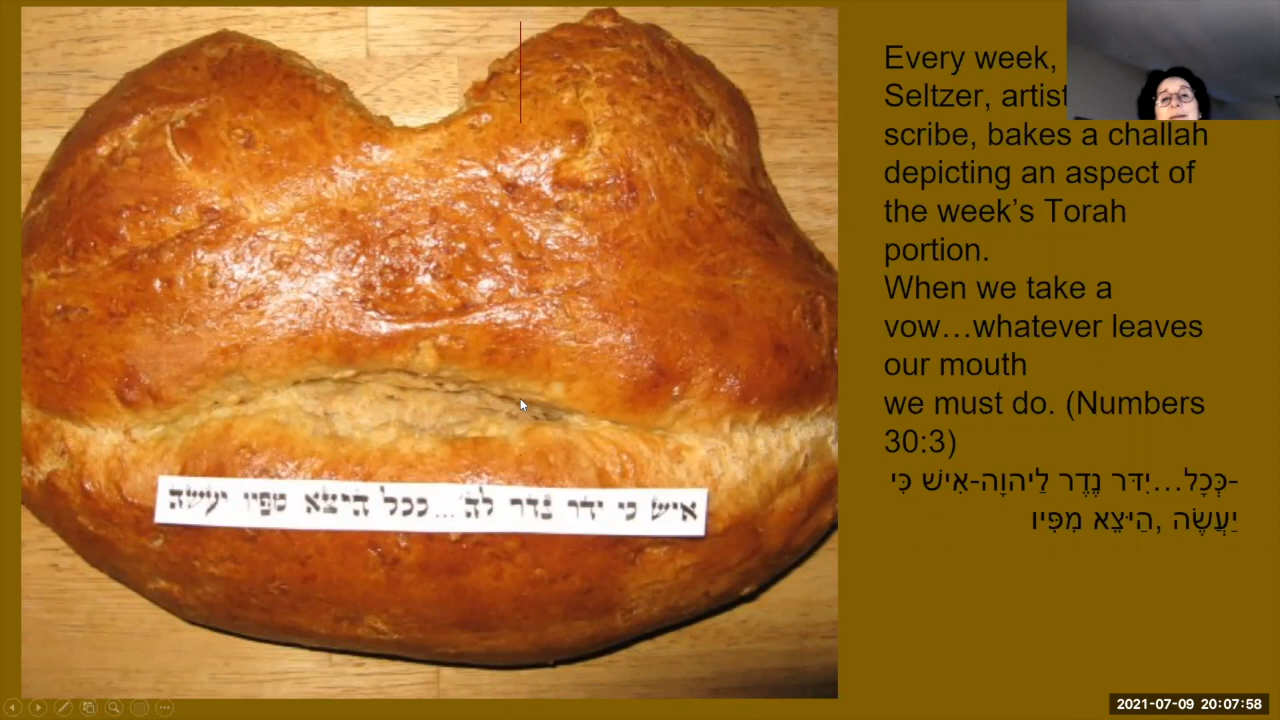 איש כי ידר נדר לה'...ככל היצא מפיו יעשה
Every week,
Seltzer, artist
scribe, bakes a challah
depicting an aspect of
the week’s Torah
portion.
When we take a
vow…whatever leaves
our mouth
we must do. (Numbers
30:3)
-כְּכָל…יִדֹּר נֶדֶר לַיהוָה-אִישׁ כִּי
יַעֲשֶׂה ,הַיֹּצֵא מִפִּיו
2021-07-09 20:07:58